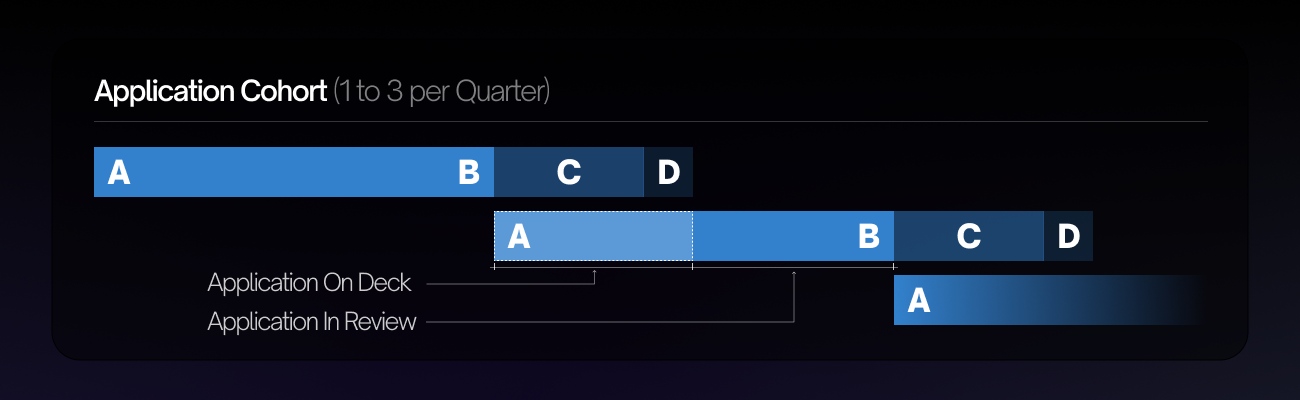 Application Cohort (1 to 3 per Quarter)
A B C D
A B C D
Application On Deck
A
Application In Review